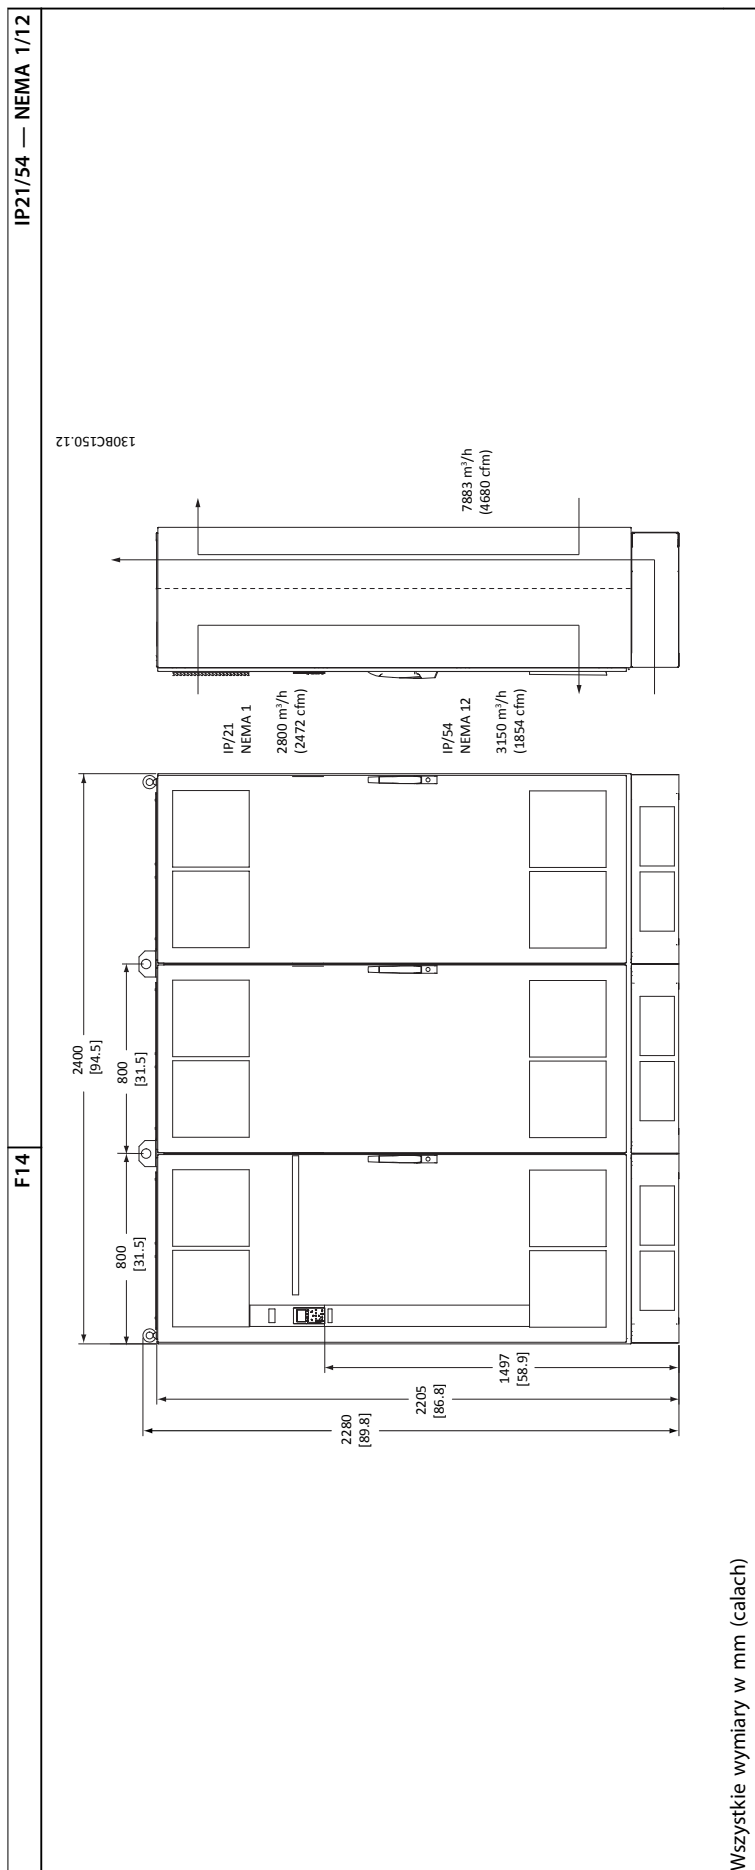 F14
IP21/54 — NEMA 1/12
130BC150.12
2400
[94.5]
800
[31.5]
800
[31.5]
2280
[89.8]
2205
[86.8]
1497
[58.9]
IP/21
NEMA 1
2800 m³/h
(2472 cfm)
IP/54
NEMA 12
3150 m³/h
(1854 cfm)
7883 m³/h
(4680 cfm)
Wszystkie wymiary w mm (calach)